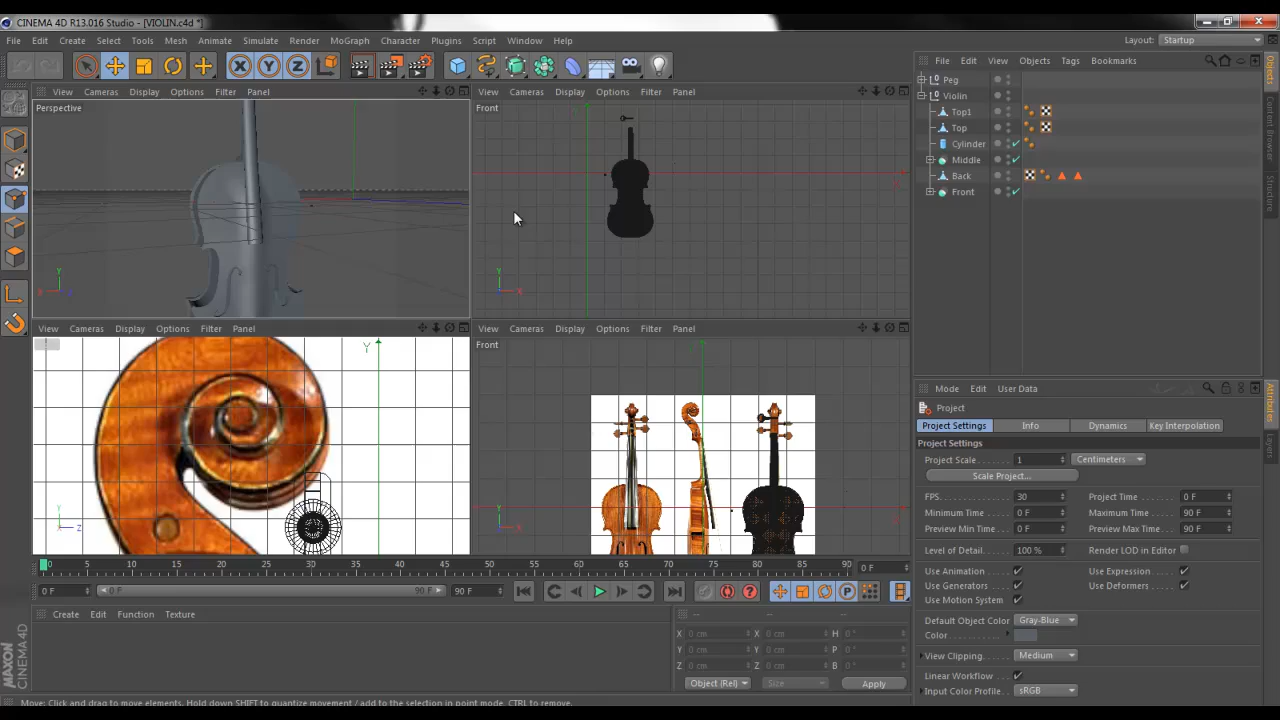 CINEMA 4D R13.016 Studio - [VIOLIN.c4d *]
File Edit Create Select Tools Mesh Animate Simulate Render MoGraph Character Plugins Script Window Help Layout: Startup
File Edit View Objects Tags Bookmarks
View Cameras Display Options Filter Panel
Perspective
View Cameras Display Options Filter Panel
Front
Peg
Violin
Top1
Top
Cylinder
Middle
Back
Front
Objects
Content Browser
Structure
Y
X
Y
X
View Cameras Display Options Filter Panel
Y
Z
View Cameras Display Options Filter Panel
Front
Y
X
Mode Edit User Data
Project
Project Settings Info Dynamics Key Interpolation
Project Settings
Project Scale 1 Centimeters
Scale Project...
FPS 30 Project Time 0 F
Minimum Time 0 F Maximum Time 90 F
Preview Min Time 0 F Preview Max Time 90 F
Level of Detail 100 % Render LOD in Editor
Use Animation Use Expression
Use Generators Use Deformers
Use Motion System
Default Object Color Gray-Blue
Color
View Clipping Medium
Linear Workflow
Input Color Profile sRGB
Attributes
Layers
0 5 10 15 20 25 30 35 40 45 50 55 60 65 70 75 80 85 90 0 F
0 F 0 F 90 F 90 F
Create Edit Function Texture
-- -- --
X 0 cm X 0 cm H 0 °
Y 0 cm Y 0 cm P 0 °
Z 0 cm Z 0 cm B 0 °
Object (Rel) Size Apply
MAXON
CINEMA 4D
Move: Click and drag to move elements. Hold down SHIFT to quantize movement / add to the selection in point mode, CTRL to remove.